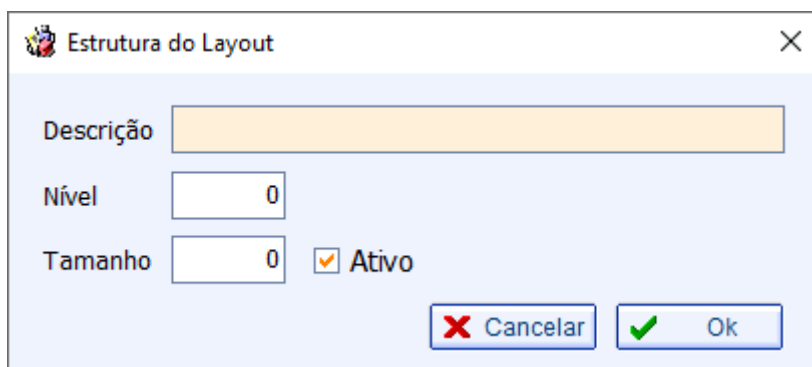 Estrutura do Layout
Descrição
Nível 0
Tamanho 0 Ativo
Cancelar Ok